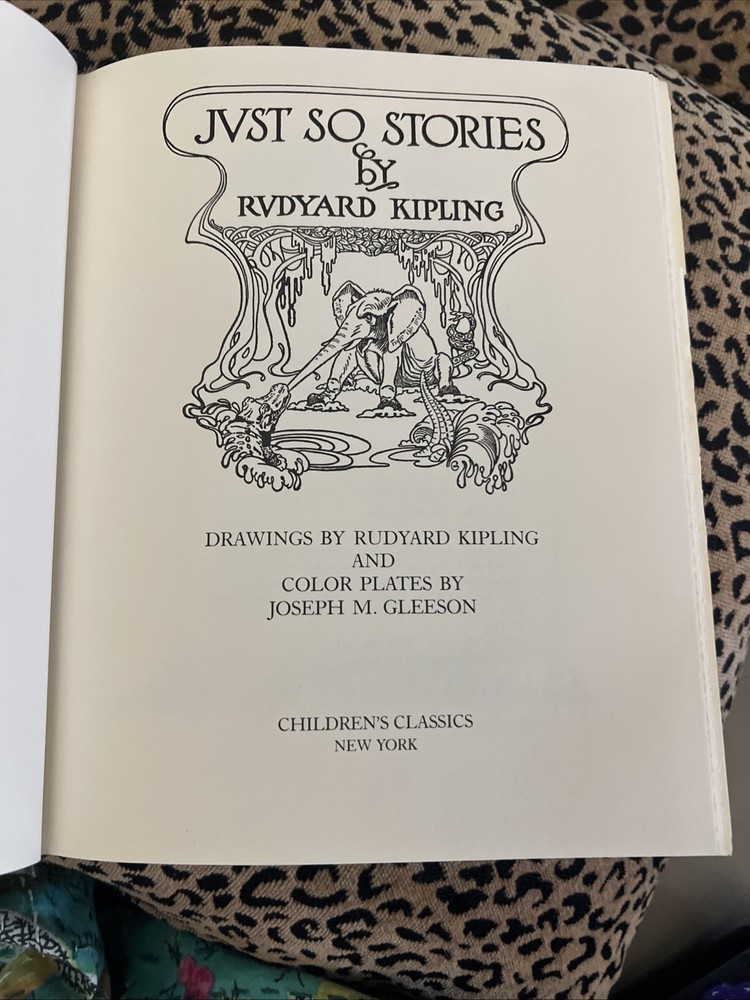 JVST SO STORIES
by
RVDYARD KIPLING
DRAWINGS BY RUDYARD KIPLING
AND
COLOR PLATES BY
JOSEPH M. GLEESON
CHILDREN'S CLASSICS
NEW YORK